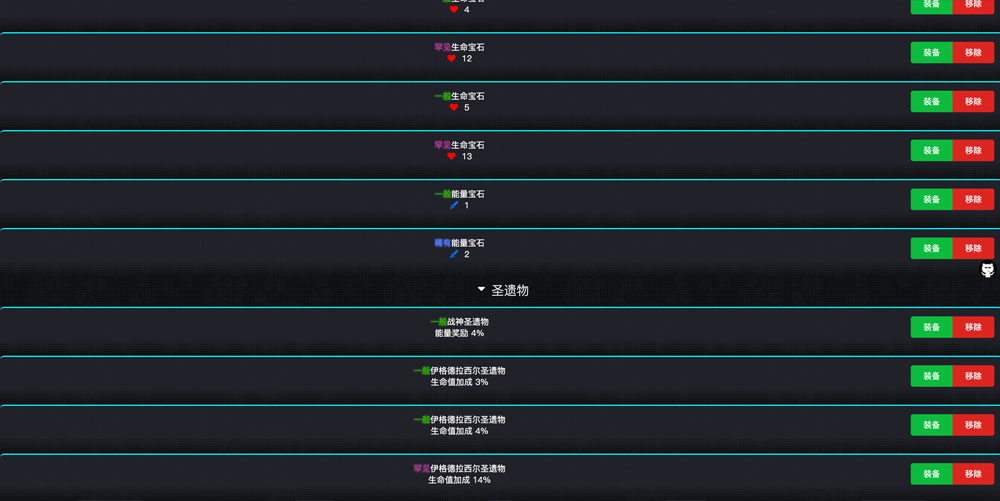 一般生命宝石
4
装备 移除
罕见生命宝石
12
装备 移除
一般生命宝石
5
装备 移除
罕见生命宝石
13
装备 移除
一般能量宝石
1
装备 移除
稀有能量宝石
2
装备 移除
圣遗物
一般战神圣遗物
能量奖励 4%
装备 移除
一般伊格德拉西尔圣遗物
生命值加成 3%
装备 移除
一般伊格德拉西尔圣遗物
生命值加成 4%
装备 移除
罕见伊格德拉西尔圣遗物
生命值加成 14%
装备 移除